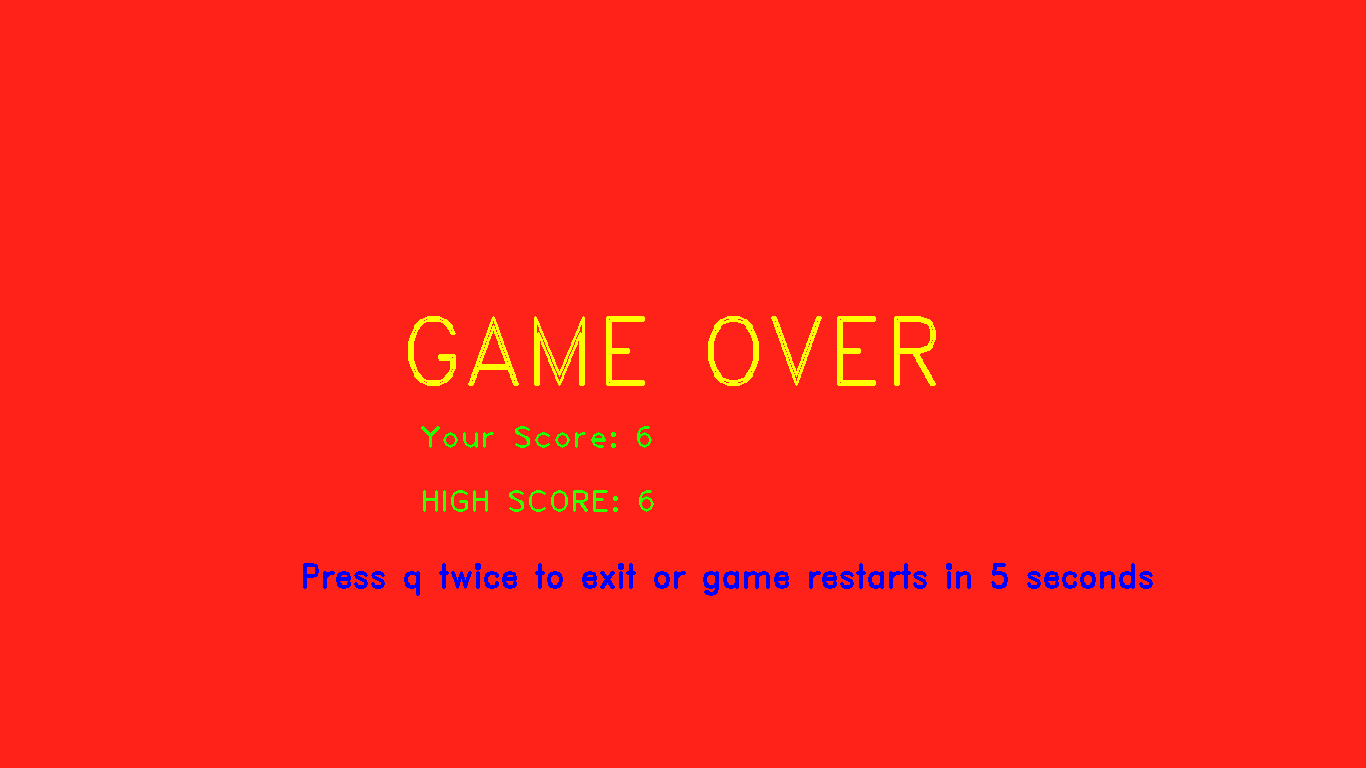 GAME OVER
Your Score: 6
HIGH SCORE: 6
Press q twice to exit or game restarts in 5 seconds